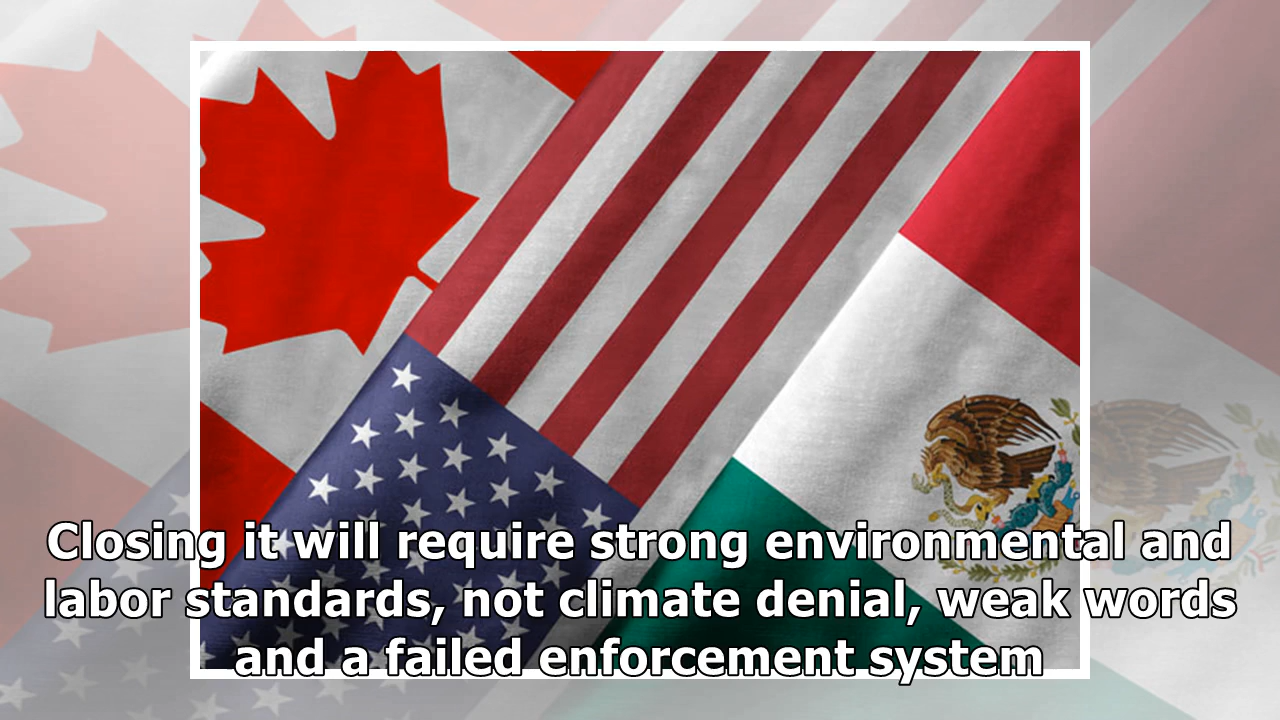 Closing it will require strong environmental and
labor standards, not climate denial, weak words
and a failed enforcement system